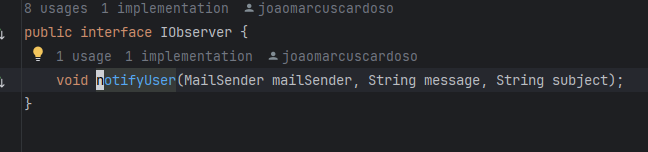 8 usages 1 implementation joaomarcuscardoso
public interface IObserver {
1 usage 1 implementation joaomarcuscardoso
void notifyUser(MailSender mailSender, String message, String subject);
}